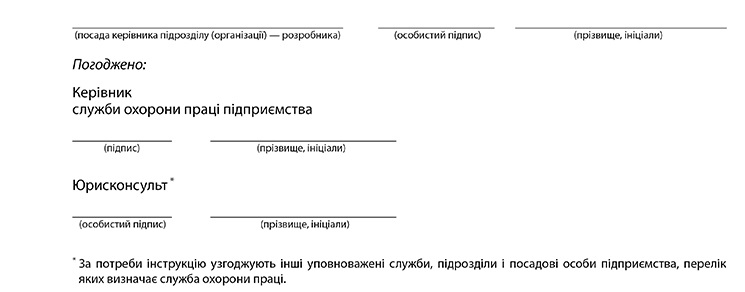 (посада керівника підрозділу (організації) — розробника) (особистий підпис) (прізвище, ініціали)
Погоджено:
Керівник
служби охорони праці підприємства
(підпис) (прізвище, ініціали)
Юрисконсульт*
(особистий підпис) (прізвище, ініціали)
* За потреби інструкцію узгоджують інші уповноважені служби, підрозділи і посадові особи підприємства, перелік
яких визначає служба охорони праці.